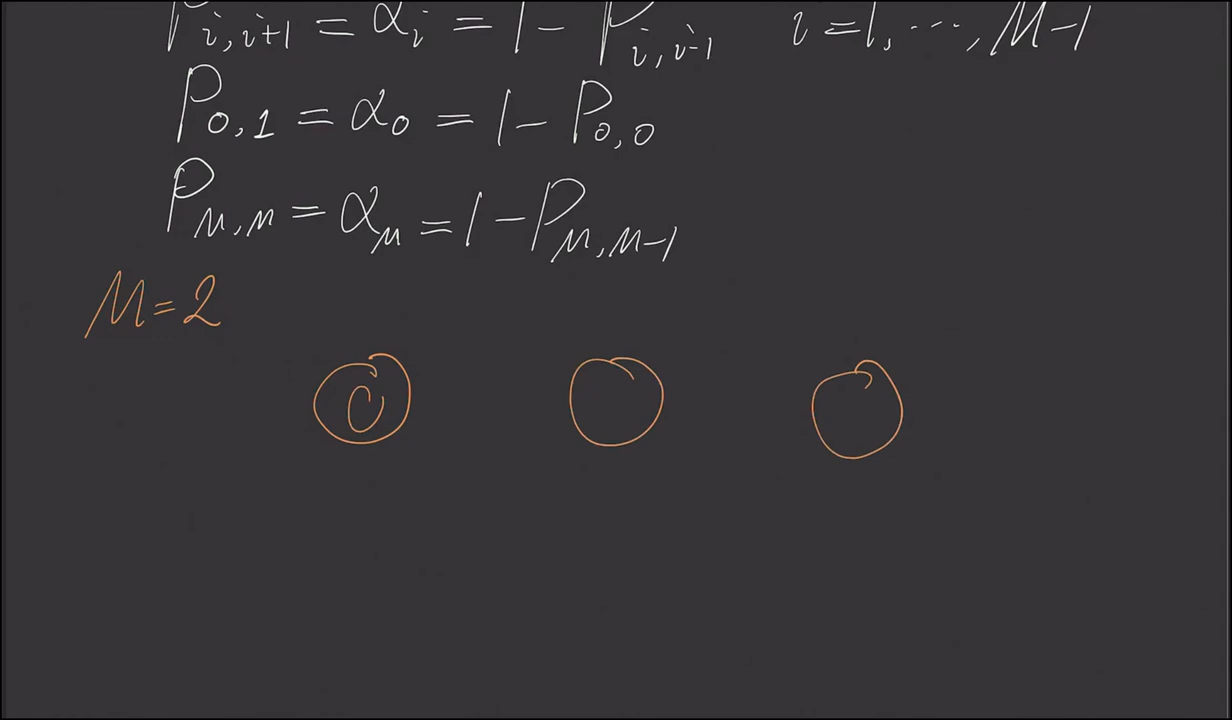 P_{i,i+1} = α_i = 1 - P_{i,i-1} i = 1, ..., M-1
P_{0,1} = α_0 = 1 - P_{0,0}
P_{M,M} = α_M = 1 - P_{M,M-1}
M = 2
0